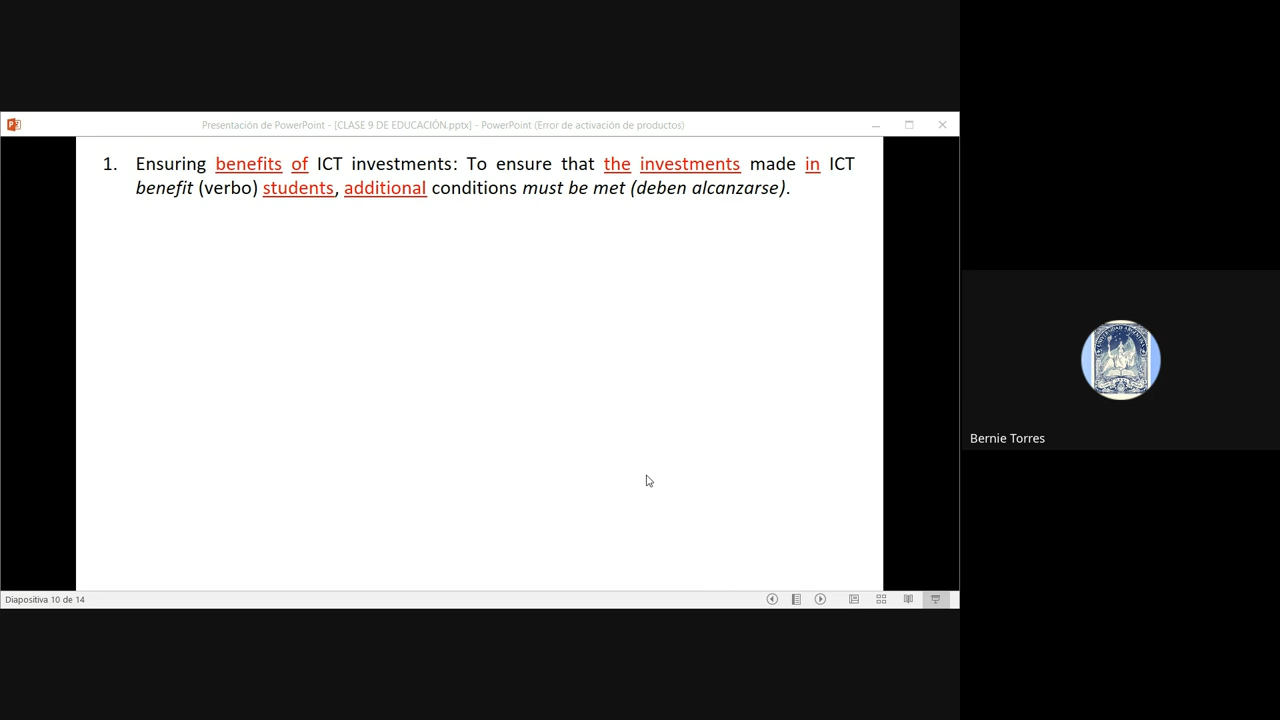 Presentación de PowerPoint - [CLASE 9 DE EDUCACIÓN.pptx] - PowerPoint (Error de activación de productos)
1. Ensuring benefits of ICT investments: To ensure that the investments made in ICT
benefit (verbo) students, additional conditions must be met (deben alcanzarse).
Bernie Torres
Diapositiva 10 de 14